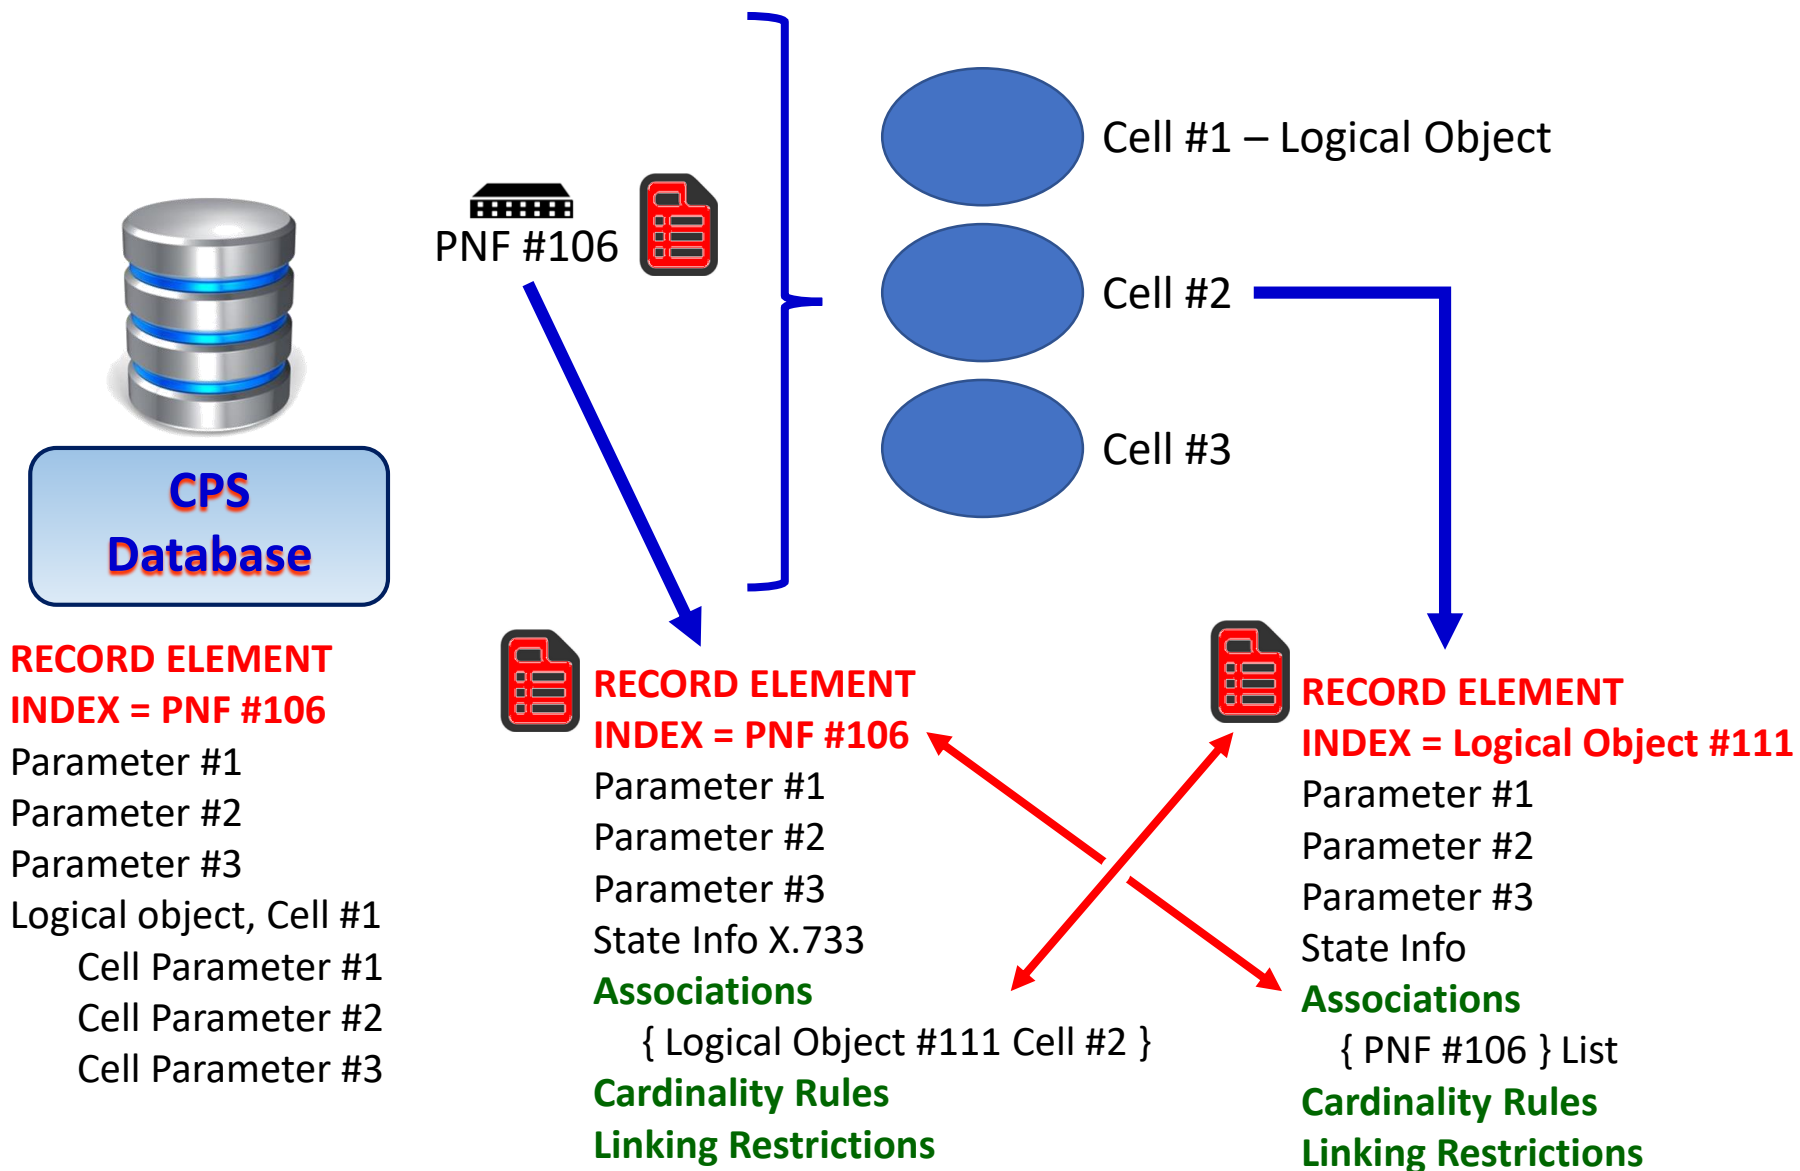 Cell #1 – Logical Object
PNF #106
Cell #2
Cell #3
CPS
Database
RECORD ELEMENT
INDEX = PNF #106
Parameter #1
Parameter #2
Parameter #3
Logical object, Cell #1
Cell Parameter #1
Cell Parameter #2
Cell Parameter #3
RECORD ELEMENT
INDEX = PNF #106
Parameter #1
Parameter #2
Parameter #3
State Info X.733
Associations
{ Logical Object #111 Cell #2 }
Cardinality Rules
Linking Restrictions
RECORD ELEMENT
INDEX = Logical Object #111
Parameter #1
Parameter #2
Parameter #3
State Info
Associations
{ PNF #106 } List
Cardinality Rules
Linking Restrictions